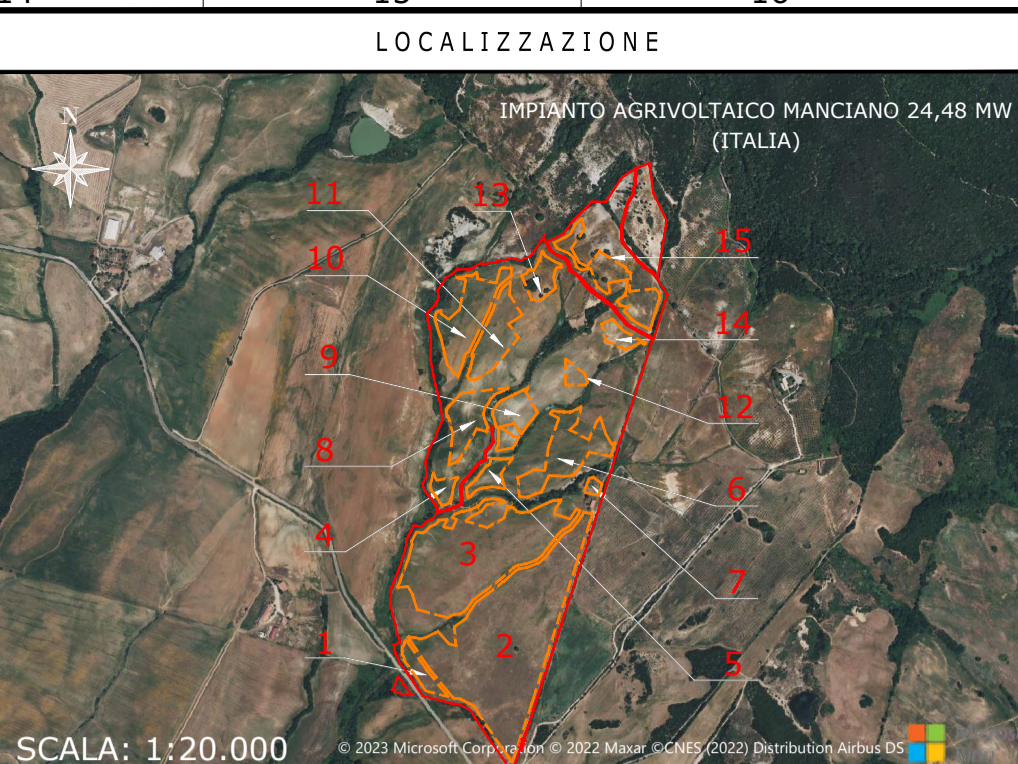 LOCALIZZAZIONE
N
IMPIANTO AGRIVOLTAICO MANCIANO 24,48 MW
(ITALIA)
11
13
15
10
14
9
12
8
6
4
3
7
1
2
5
SCALA: 1:20.000
© 2023 Microsoft Corporation © 2022 Maxar ©CNES (2022) Distribution Airbus DS